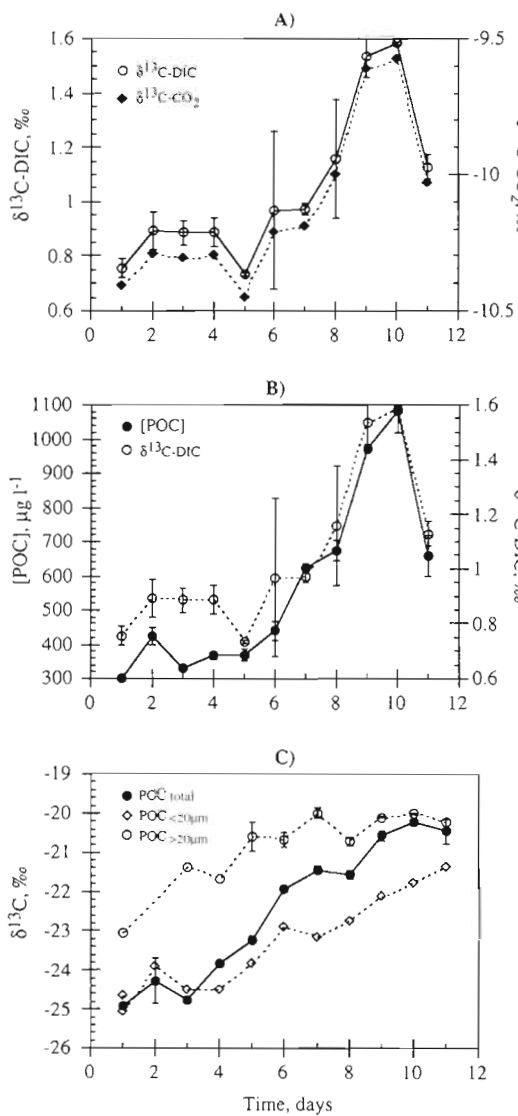 A)
1.6
1.4
1.2
1
0.8
0.6
δ¹³C-DIC, ‰
δ¹³C-DIC
δ¹³C-CO₂
-9.5
-10
-10.5
0 2 4 6 8 10 12
B)
1100
1000
900
800
700
600
500
400
300
[POC], µg l⁻¹
[POC]
δ¹³C-DIC
1.6
1.4
1.2
1
0.8
0.6
0 2 4 6 8 10 12
C)
-19
-20
-21
-22
-23
-24
-25
-26
δ¹³C, ‰
POC total
POC <20µm
POC >20µm
0 2 4 6 8 10 12
Time, days